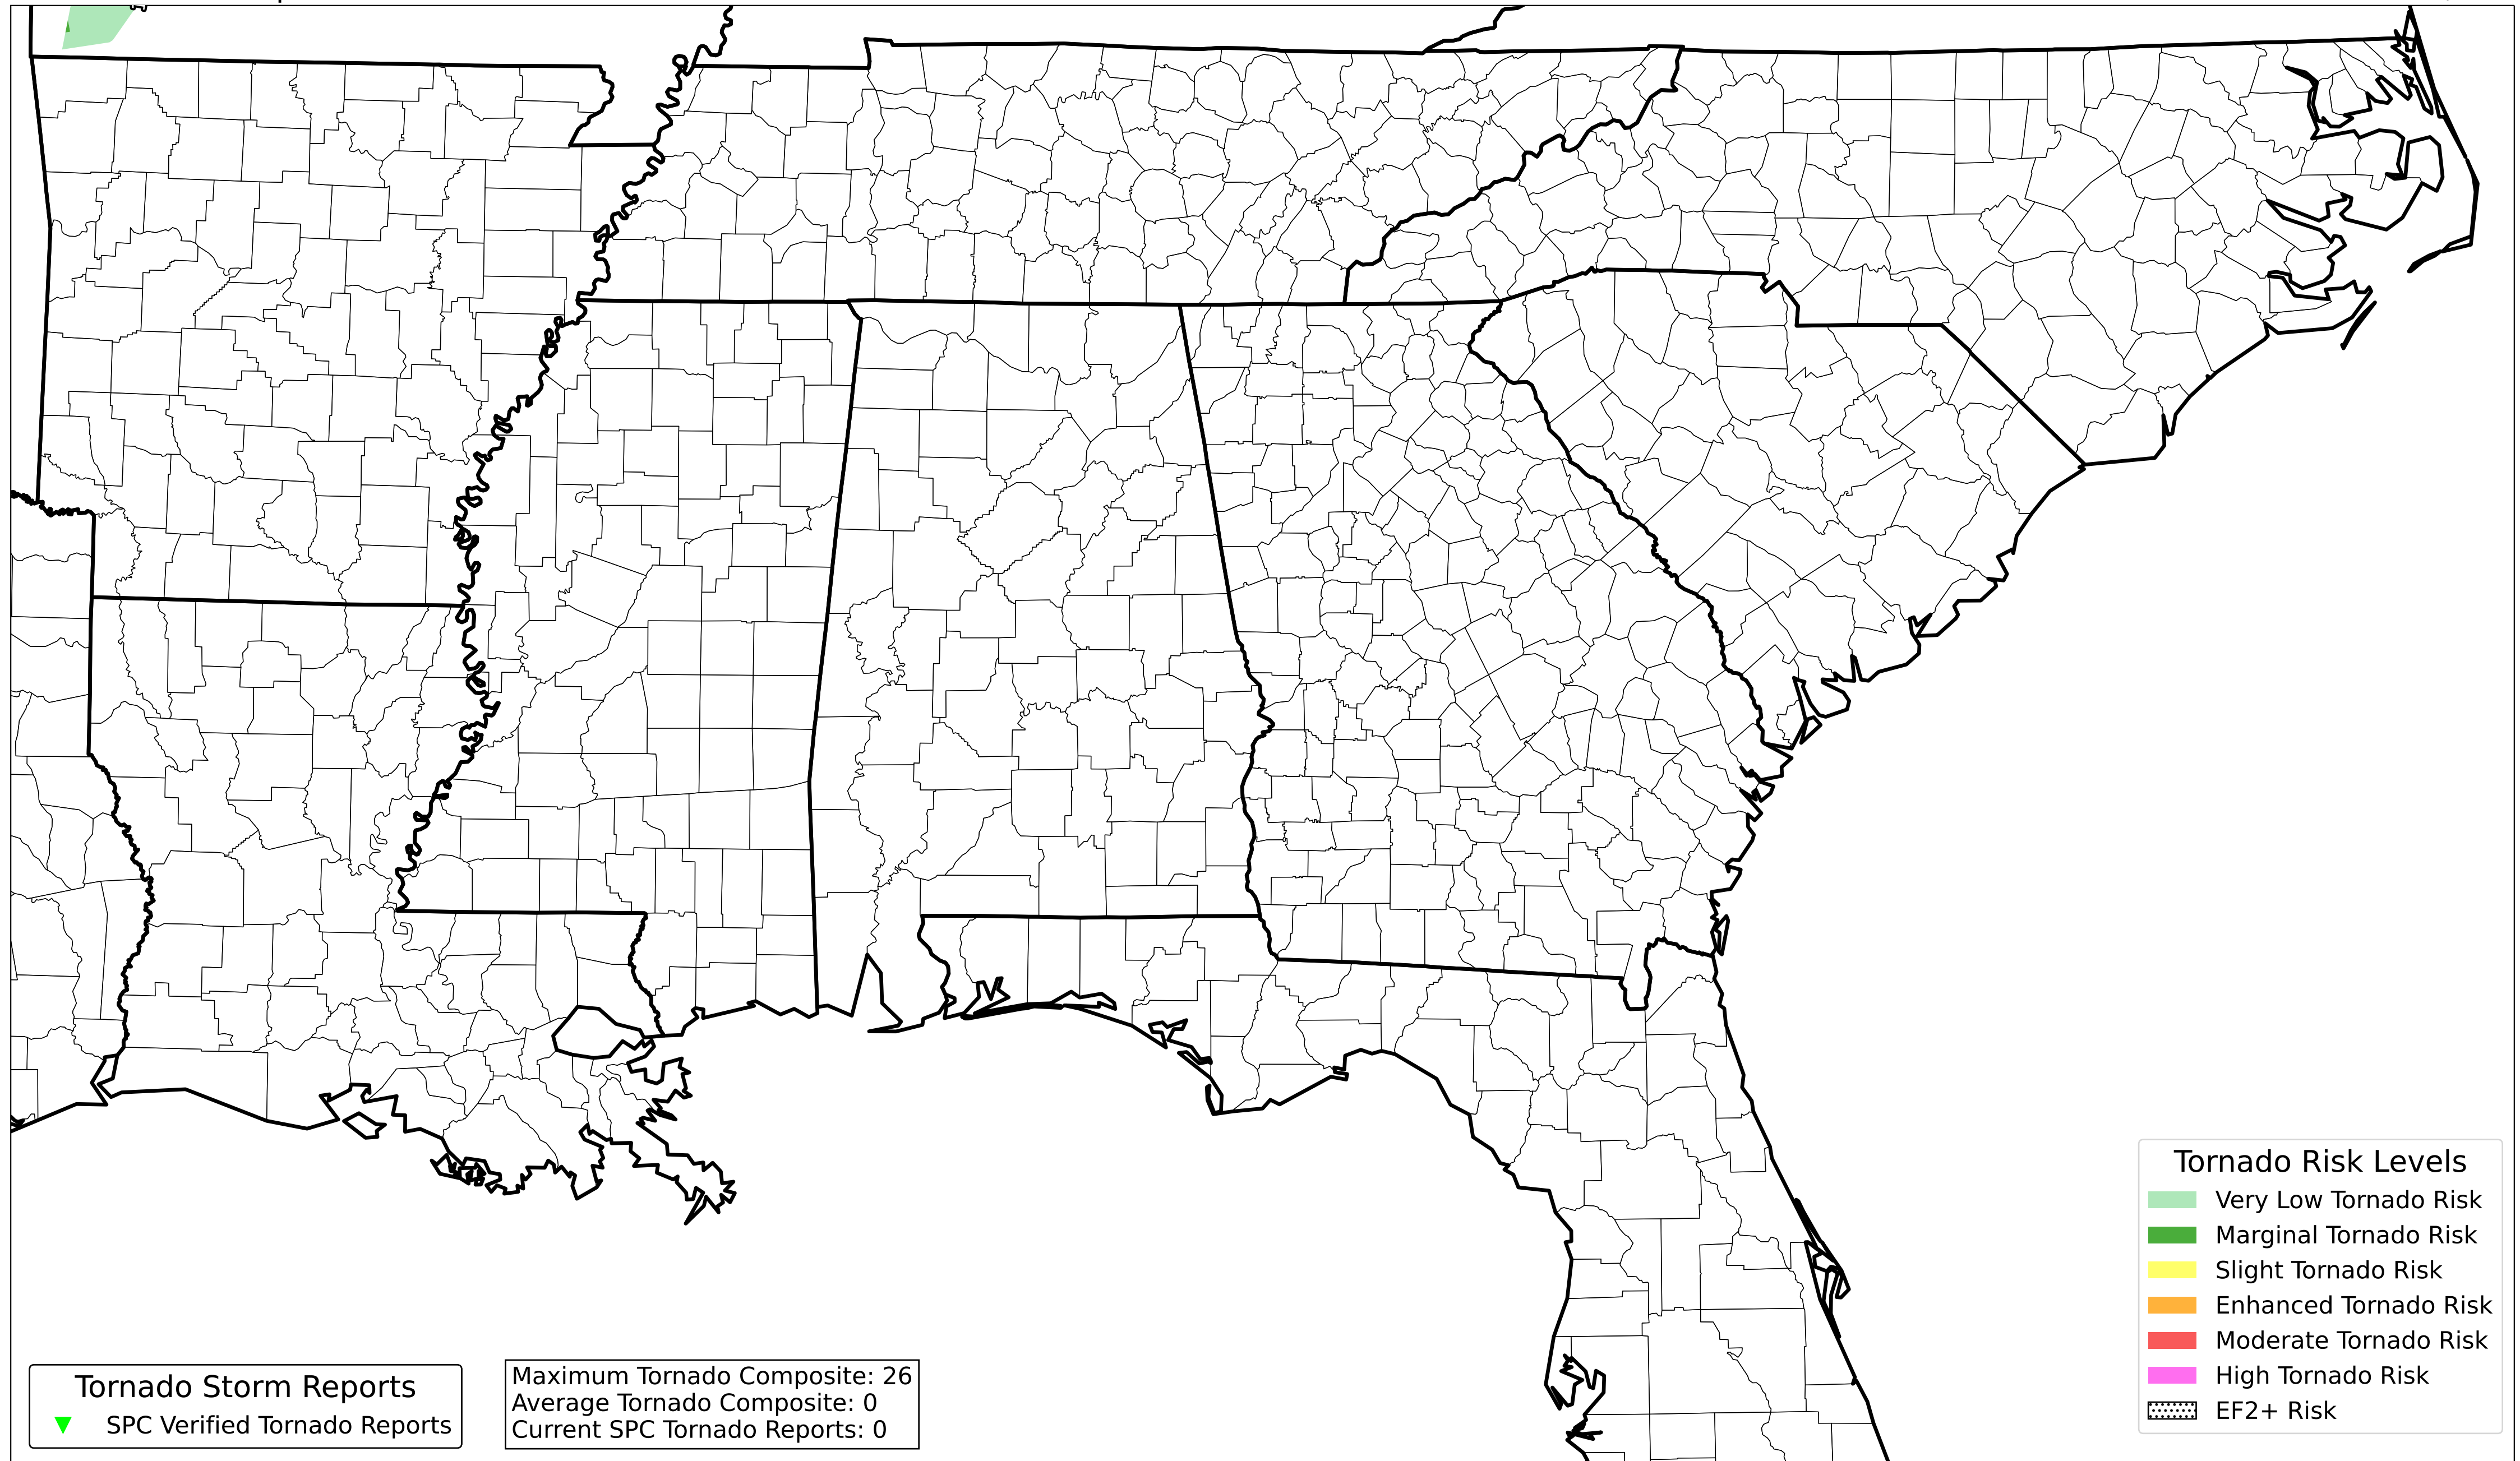 Tornado Storm Reports
SPC Verified Tornado Reports
Maximum Tornado Composite: 26
Average Tornado Composite: 0
Current SPC Tornado Reports: 0
Tornado Risk Levels
Very Low Tornado Risk
Marginal Tornado Risk
Slight Tornado Risk
Enhanced Tornado Risk
Moderate Tornado Risk
High Tornado Risk
EF2+ Risk